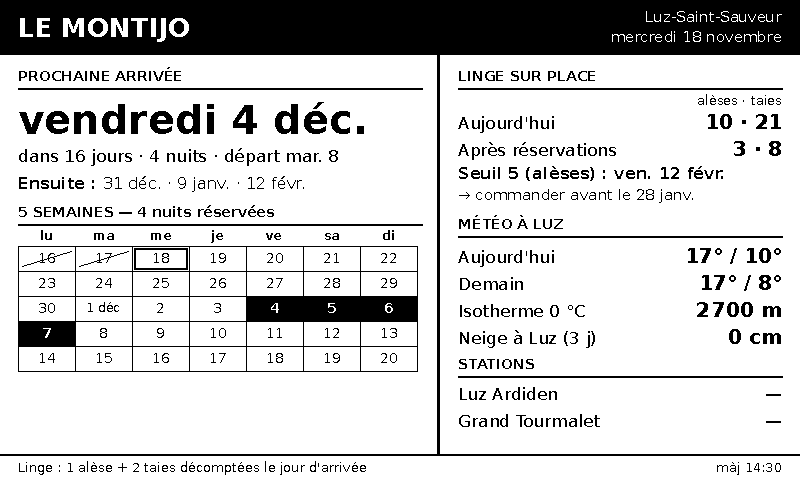 LE MONTIJO
Luz-Saint-Sauveur
mercredi 18 novembre
PROCHAINE ARRIVÉE
vendredi 4 déc.
dans 16 jours · 4 nuits · départ mar. 8
Ensuite : 31 déc. · 9 janv. · 12 févr.
5 SEMAINES — 4 nuits réservées
lu ma me je ve sa di
16 17 18 19 20 21 22
23 24 25 26 27 28 29
30 1 déc 2 3 4 5 6
7 8 9 10 11 12 13
14 15 16 17 18 19 20
LINGE SUR PLACE
alèses · taies
Aujourd'hui 10 · 21
Après réservations 3 · 8
Seuil 5 (alèses) : ven. 12 févr.
→ commander avant le 28 janv.
MÉTÉO À LUZ
Aujourd'hui 17° / 10°
Demain 17° / 8°
Isotherme 0 °C 2700 m
Neige à Luz (3 j) 0 cm
STATIONS
Luz Ardiden —
Grand Tourmalet —
Linge : 1 alèse + 2 taies décomptées le jour d'arrivée
màj 14:30